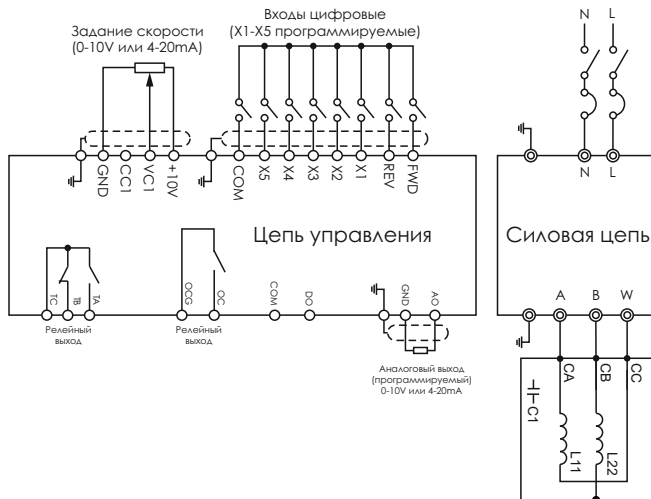 Задание скорости
(0-10V или 4-20mA)
Входы цифровые
(X1-X5 программируемые)
N L
GND
CC1
VC1
+10V
COM
X5
X4
X3
X2
X1
REV
FWD
N L
Цепь управления
Силовая цепь
TC
TB
TA
OCG
OC
COM
DO
GND
AO
A B W
Релейный
выход
Релейный
выход
Аналоговый выход
(программируемый)
0-10V или 4-20mA
CA
CB
CC
C1
L11
L22